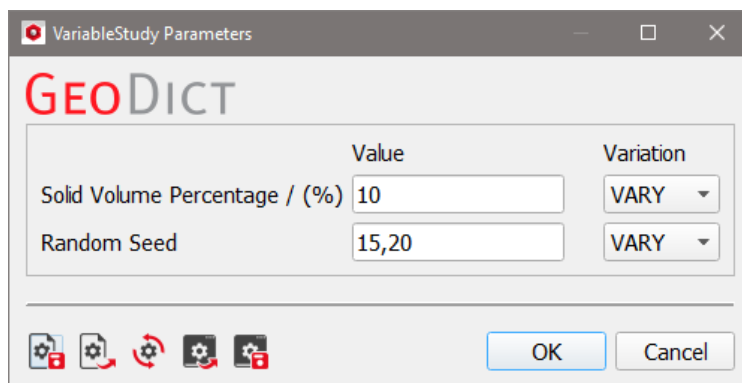 VariableStudy Parameters
GEODICT
Value Variation
Solid Volume Percentage / (%) 10 VARY
Random Seed 15,20 VARY
OK Cancel